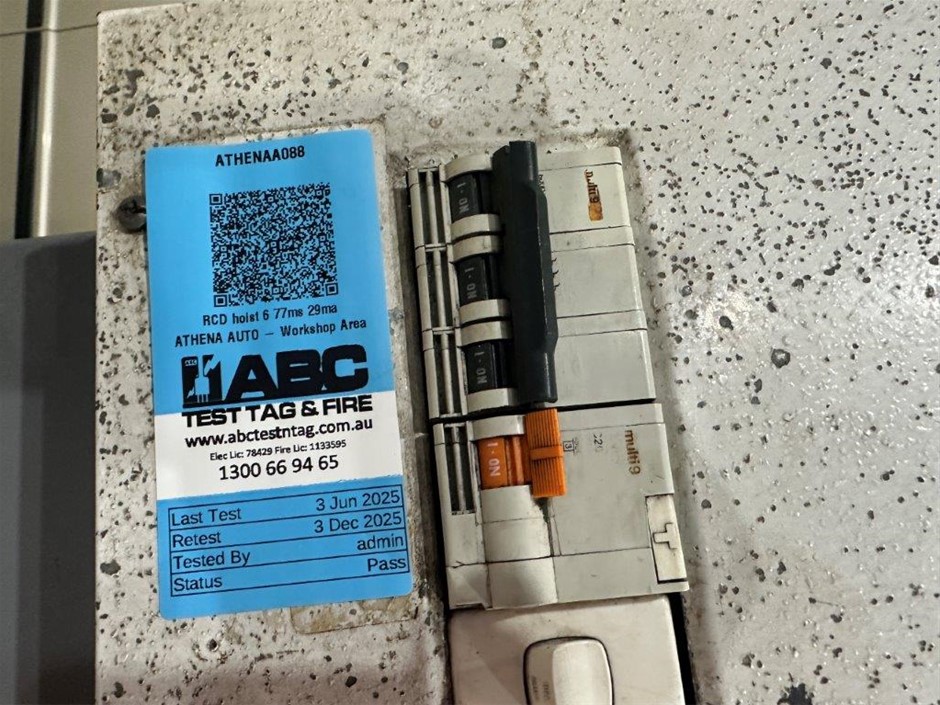 ATHENAA088
RCD hoist 6 77ms 29ma
ATHENA AUTO – Workshop Area
ABC
TEST TAG & FIRE
www.abctestntag.com.au
Elec Lic: 78429 Fire Lic: 1133595
1300 66 94 65
Last Test 3 Jun 2025
Retest 3 Dec 2025
Tested By admin
Status Pass
I·ON
I·ON
I·ON
I·ON
multi9
multi9